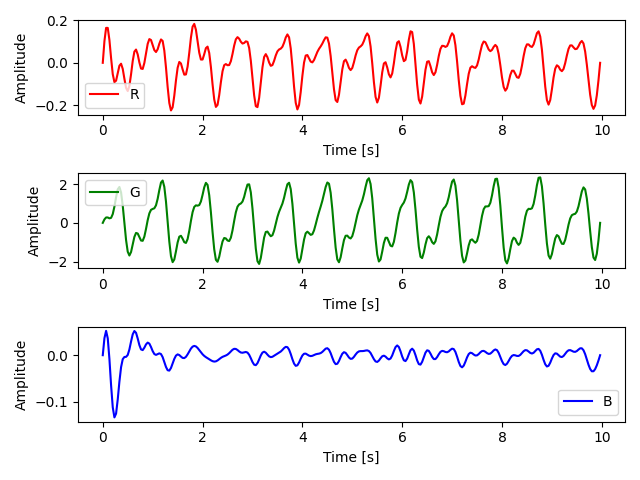 0.2
0.0
−0.2
Amplitude
R
0 2 4 6 8 10
Time [s]
2
0
−2
Amplitude
G
0 2 4 6 8 10
Time [s]
0.0
−0.1
Amplitude
B
0 2 4 6 8 10
Time [s]